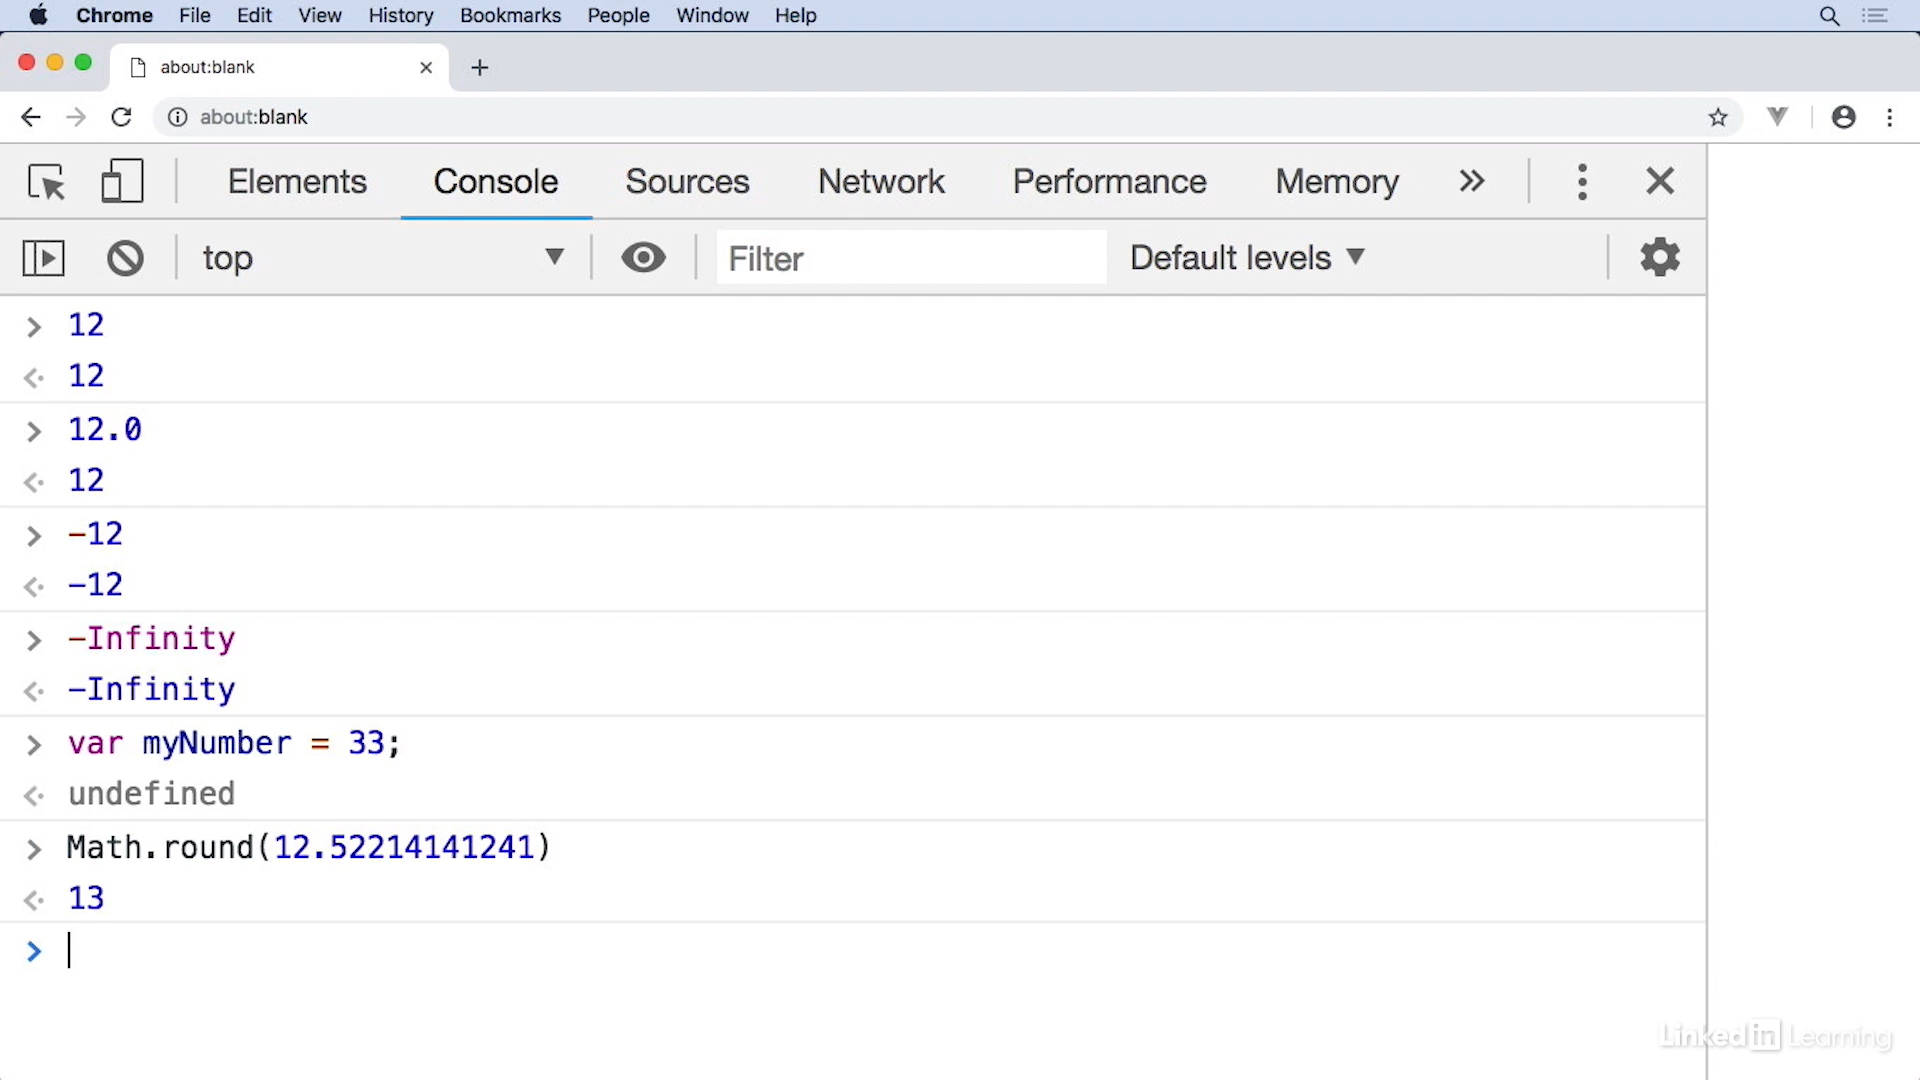 Chrome File Edit View History Bookmarks People Window Help
about:blank
about:blank
Elements Console Sources Network Performance Memory
top Filter Default levels
> 12
12
> 12.0
12
> -12
-12
> -Infinity
-Infinity
> var myNumber = 33;
undefined
> Math.round(12.52214141241)
13
>
Linked in Learning